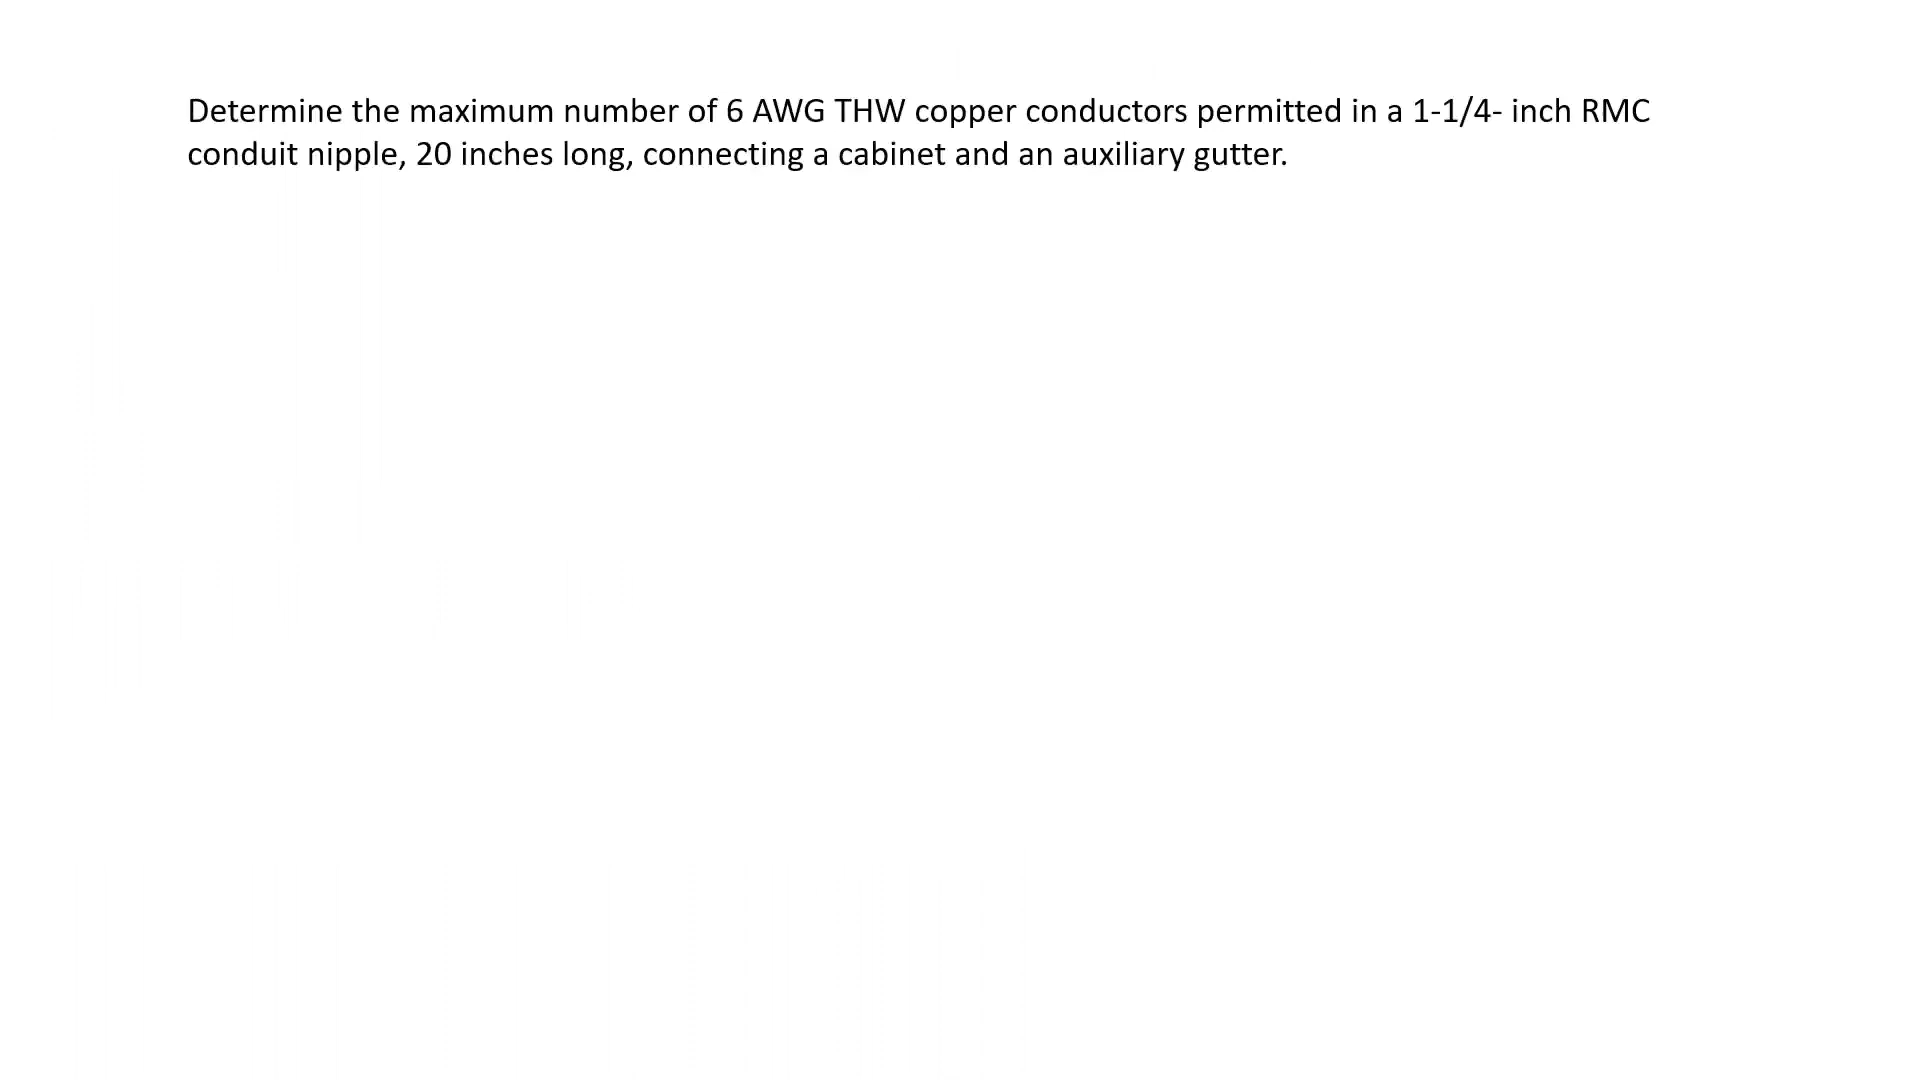 Determine the maximum number of 6 AWG THW copper conductors permitted in a 1-1/4- inch RMC
conduit nipple, 20 inches long, connecting a cabinet and an auxiliary gutter.